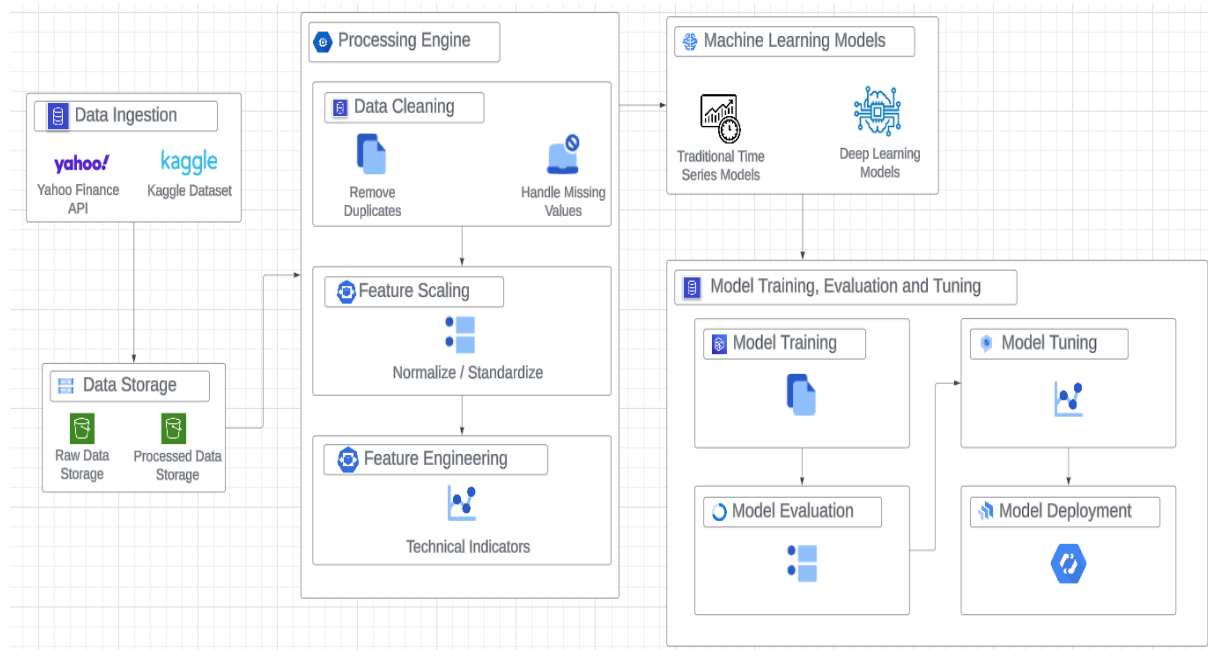 Data Ingestion
yahoo!
kaggle
Yahoo Finance
API
Kaggle Dataset
Data Storage
Raw Data
Storage
Processed Data
Storage
Processing Engine
Data Cleaning
Remove
Duplicates
Handle Missing
Values
Feature Scaling
Normalize / Standardize
Feature Engineering
Technical Indicators
Machine Learning Models
Traditional Time
Series Models
Deep Learning
Models
Model Training, Evaluation and Tuning
Model Training
Model Evaluation
Model Tuning
Model Deployment